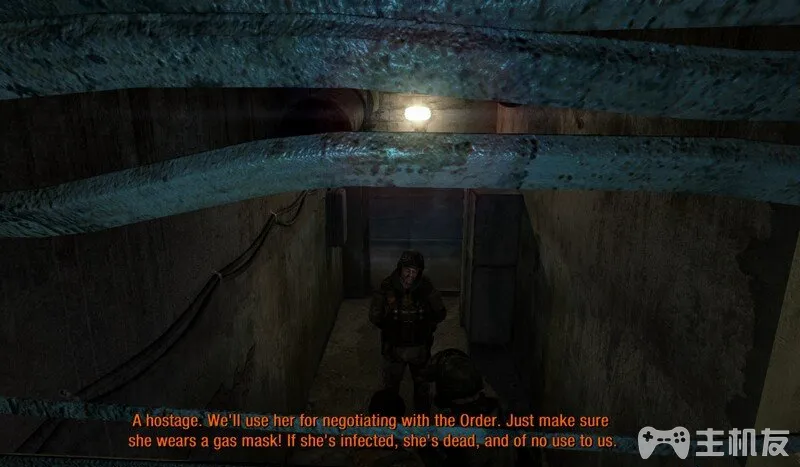 A hostage. We'll use her for negotiating with the Order. Just make sure
she wears a gas mask! If she's infected, she's dead, and of no use to us.
主机友